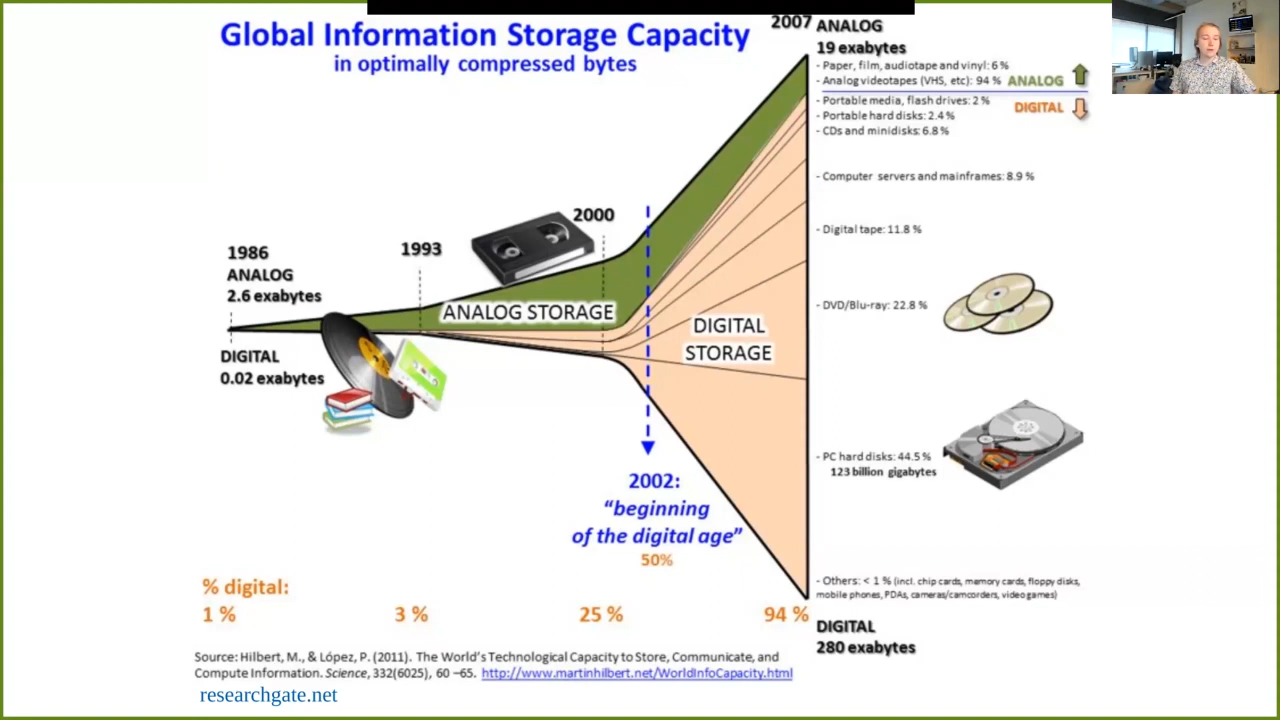 Global Information Storage Capacity
in optimally compressed bytes
2007
ANALOG
19 exabytes
- Paper, film, audiotape and vinyl: 6 %
- Analog videotapes (VHS, etc): 94 %
ANALOG
- Portable media, flash drives: 2 %
DIGITAL
- Portable hard disks: 2.4 %
- CDs and minidisks: 6.8 %
- Computer servers and mainframes: 8.9 %
- Digital tape: 11.8 %
- DVD/Blu-ray: 22.8 %
- PC hard disks: 44.5 %
123 billion gigabytes
- Others: < 1 % (incl. chip cards, memory cards, floppy disks,
mobile phones, PDAs, cameras/camcorders, video games)
DIGITAL
280 exabytes
2000
1993
1986
ANALOG
2.6 exabytes
ANALOG STORAGE
DIGITAL
STORAGE
DIGITAL
0.02 exabytes
2002:
“beginning
of the digital age”
50%
% digital:
1 %
3 %
25 %
94 %
Source: Hilbert, M., & López, P. (2011). The World’s Technological Capacity to Store, Communicate, and
Compute Information. Science, 332(6025), 60 –65. http://www.martinhilbert.net/WorldInfoCapacity.html
researchgate.net